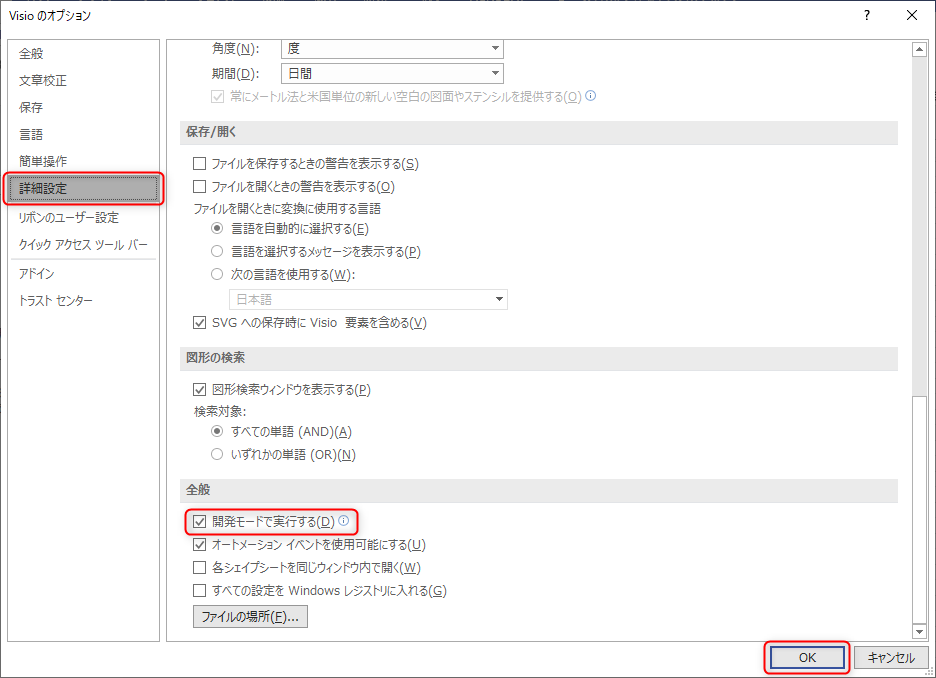 Visio のオプション
?
全般
文章校正
保存
言語
簡単操作
詳細設定
リボンのユーザー設定
クイック アクセス ツール バー
アドイン
トラスト センター
角度(N): 度
期間(D): 日間
常にメートル法と米国単位の新しい空白の図面やステンシルを提供する(O)
保存/開く
ファイルを保存するときの警告を表示する(S)
ファイルを開くときの警告を表示する(O)
ファイルを開くときに変換に使用する言語
言語を自動的に選択する(E)
言語を選択するメッセージを表示する(P)
次の言語を使用する(W):
日本語
SVG への保存時に Visio 要素を含める(V)
図形の検索
図形検索ウィンドウを表示する(P)
検索対象:
すべての単語 (AND)(A)
いずれかの単語 (OR)(N)
全般
開発モードで実行する(D)
オートメーション イベントを使用可能にする(U)
各シェイプシートを同じウィンドウ内で開く(W)
すべての設定を Windows レジストリに入れる(G)
ファイルの場所(F)...
OK
キャンセル